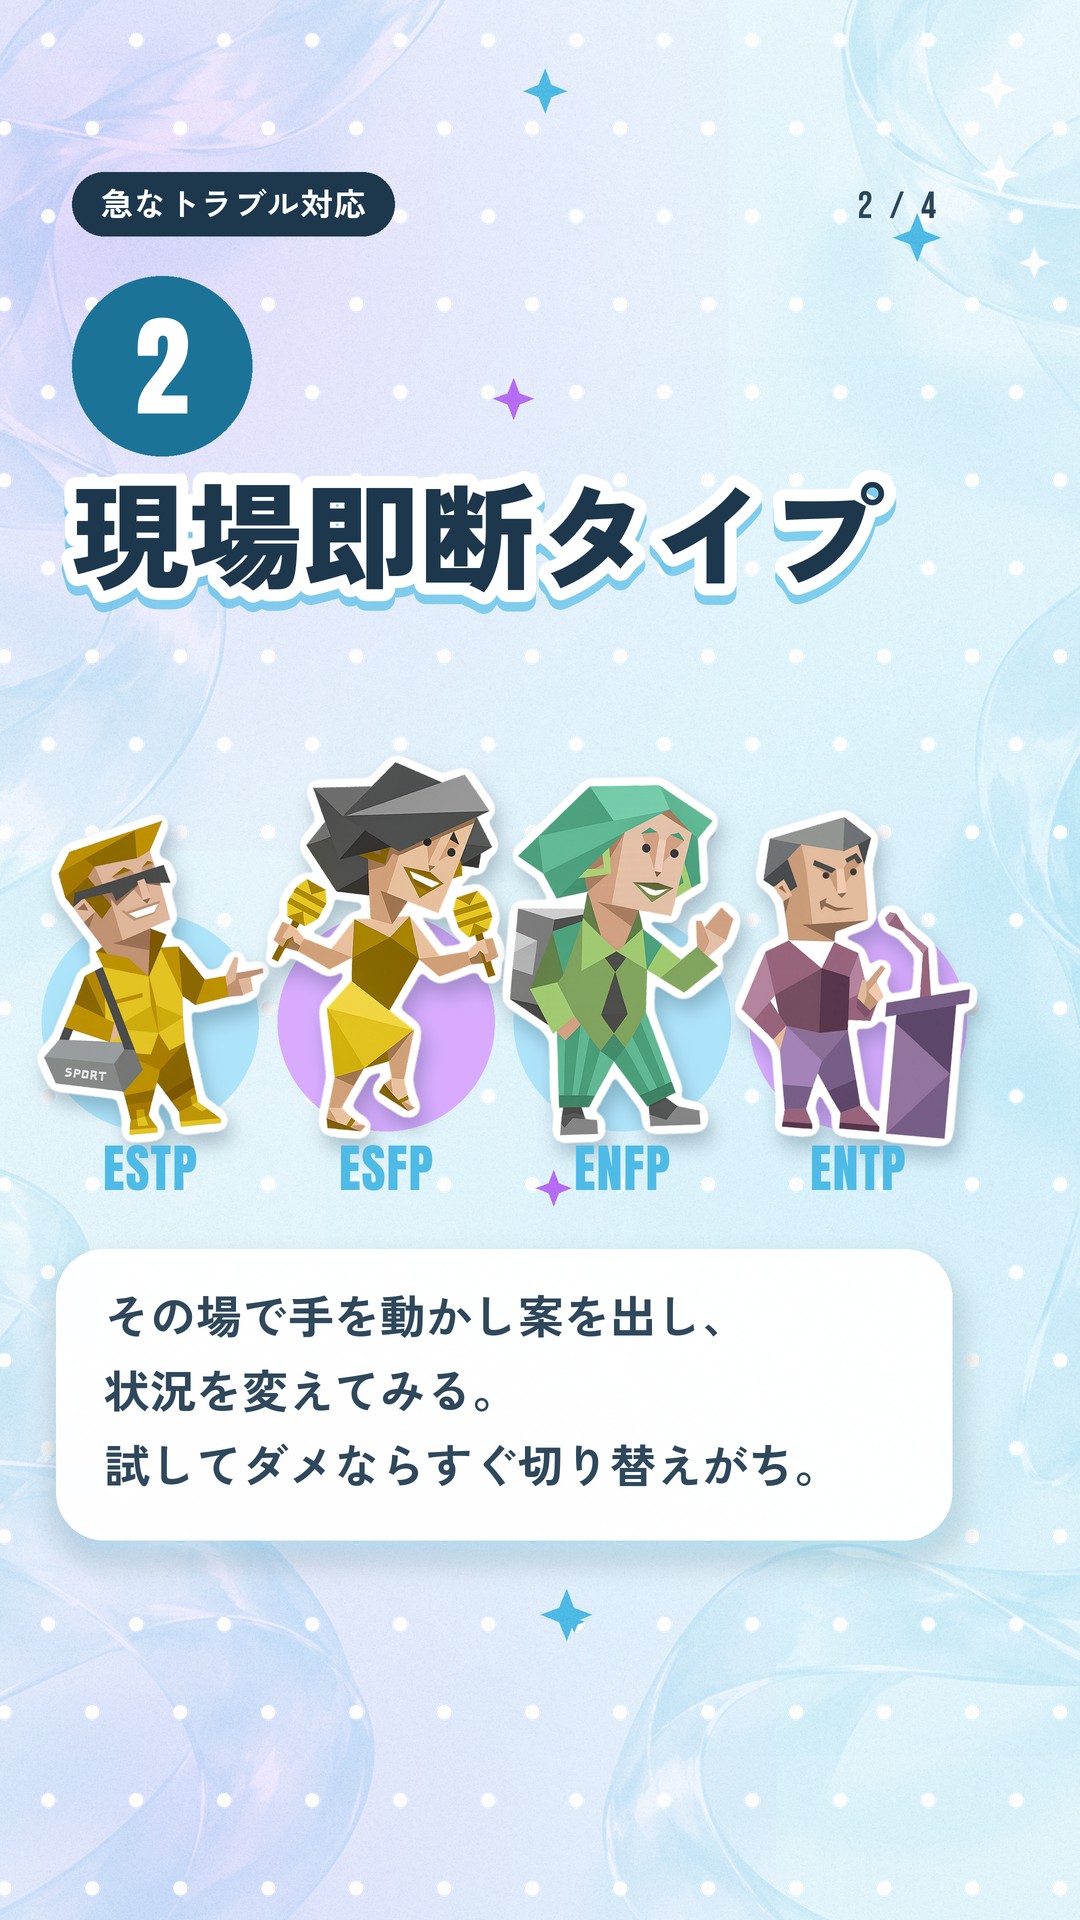 急なトラブル対応
2 / 4
2
現場即断タイプ
SPORT
ESTP
ESFP
ENFP
ENTP
その場で手を動かし案を出し、
状況を変えてみる。
試してダメならすぐ切り替えがち。